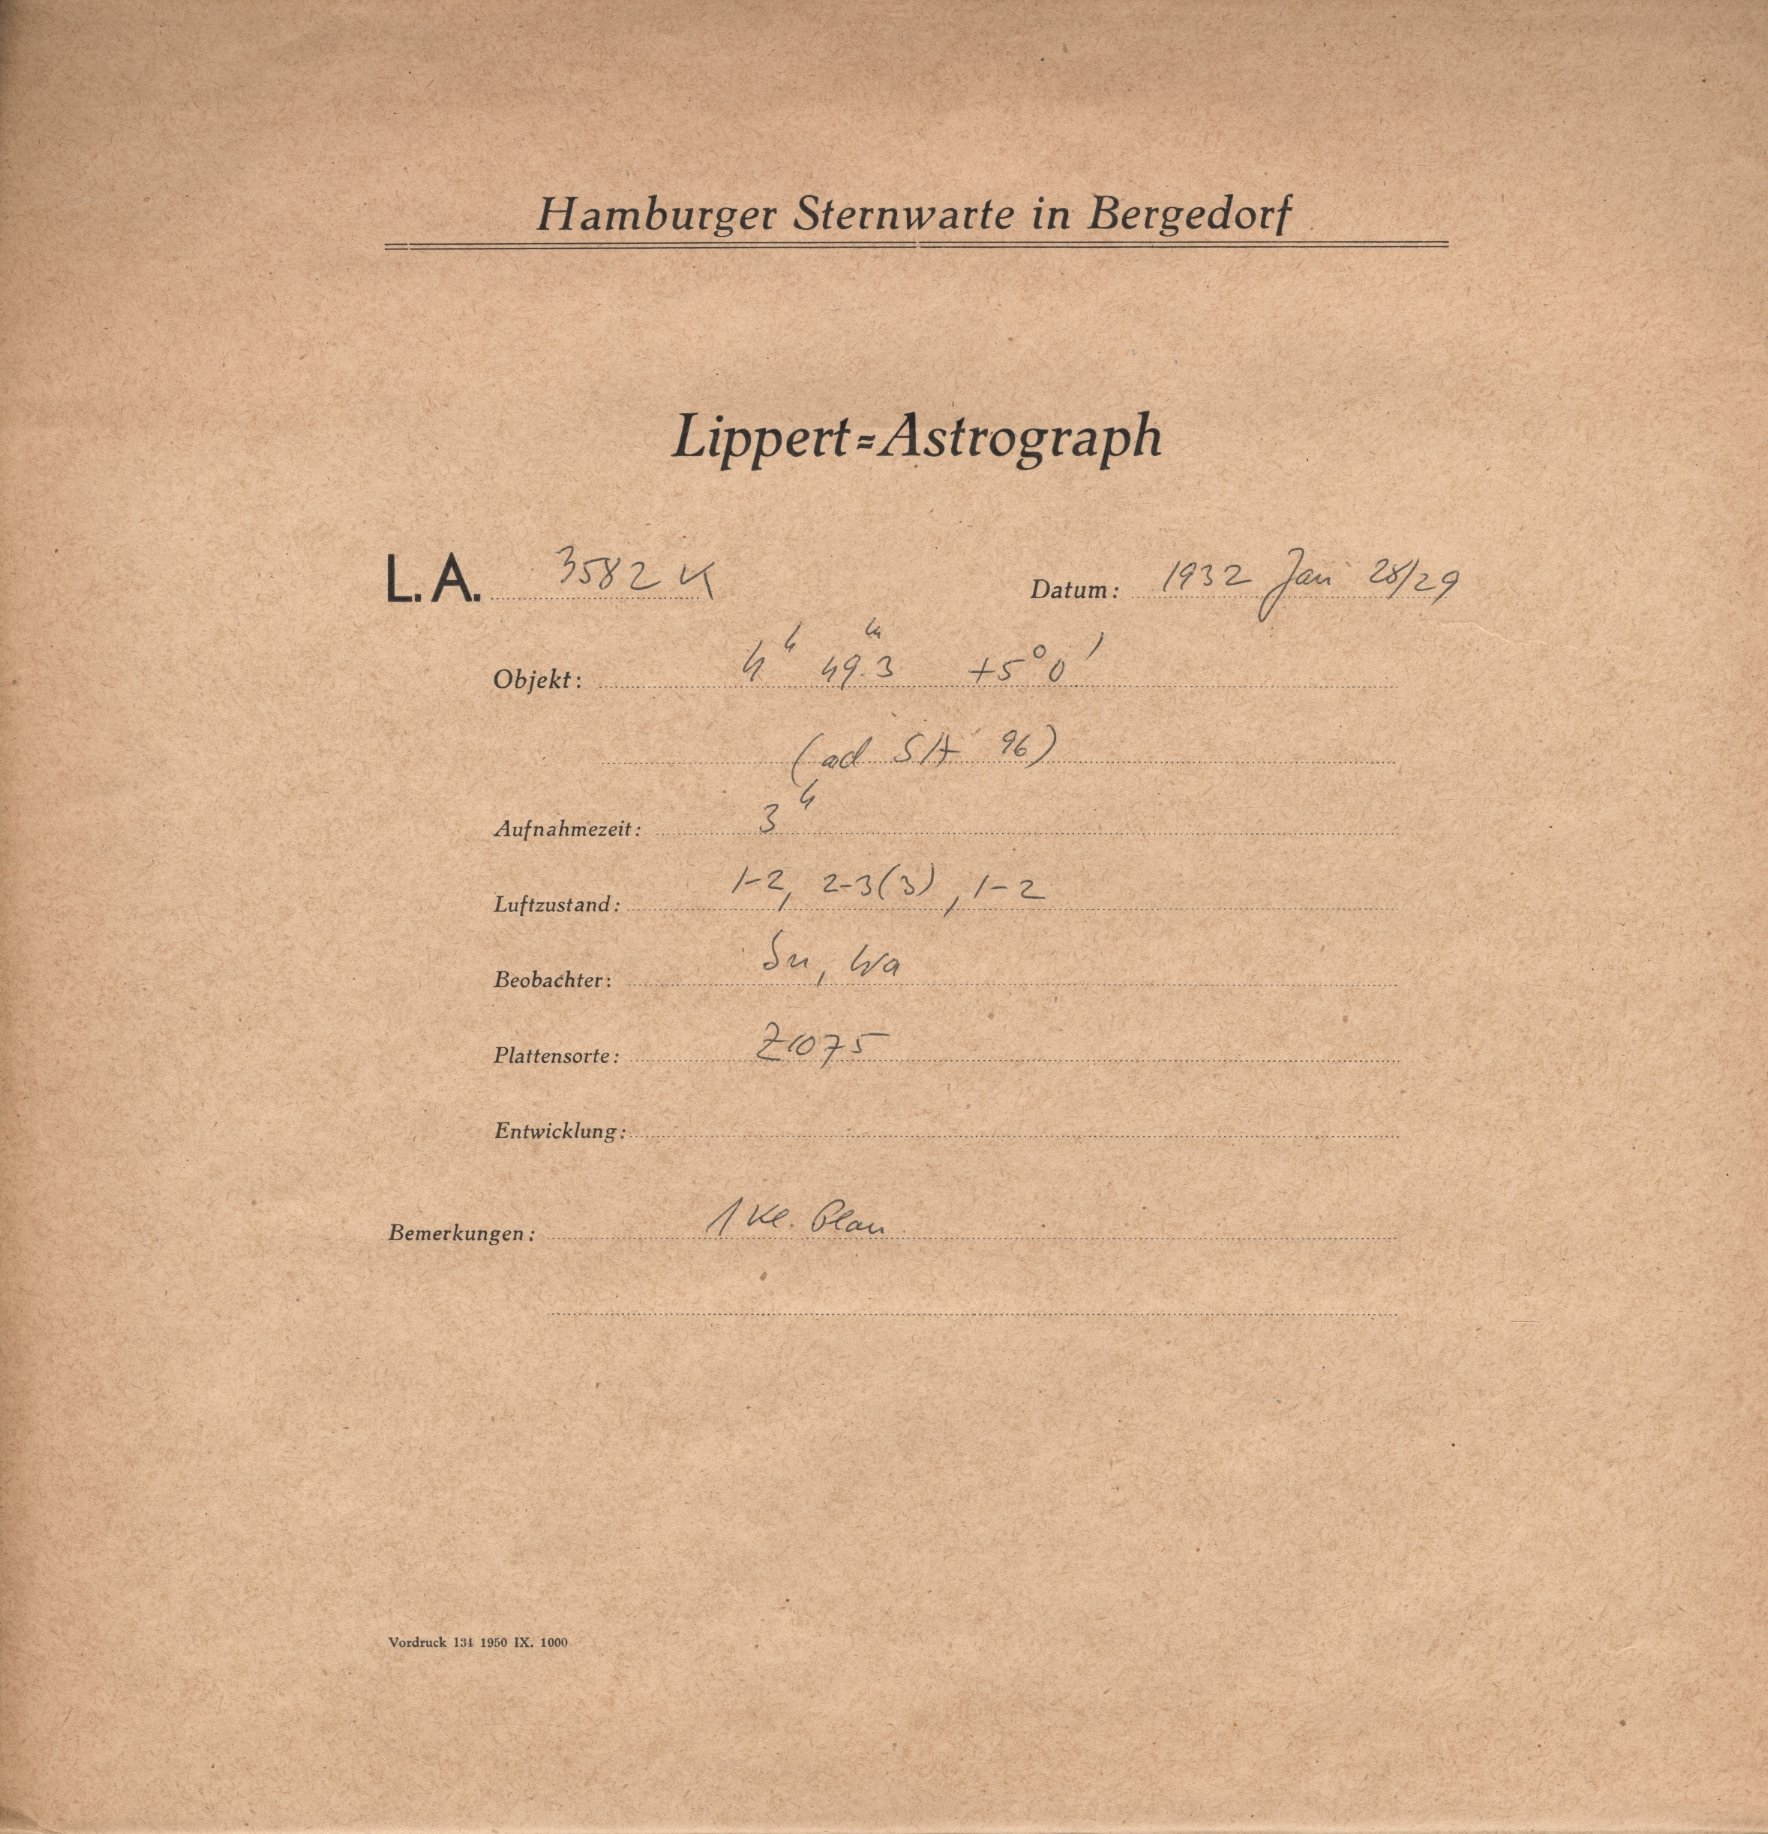 Hamburger Sternwarte in Bergedorf
Lippert=Astrograph
L.A. 3582 K Datum: 1932 Jan 28/29
Objekt: 4h 49.3m +5°0'
(ad SA 96)
Aufnahmezeit: 3h
Luftzustand: 1-2, 2-3(3), 1-2
Beobachter: Su, Wa
Plattensorte: Z1075
Entwicklung:
Bemerkungen: 1 Kl. Plan
Vordruck 134 1950 IX. 1000